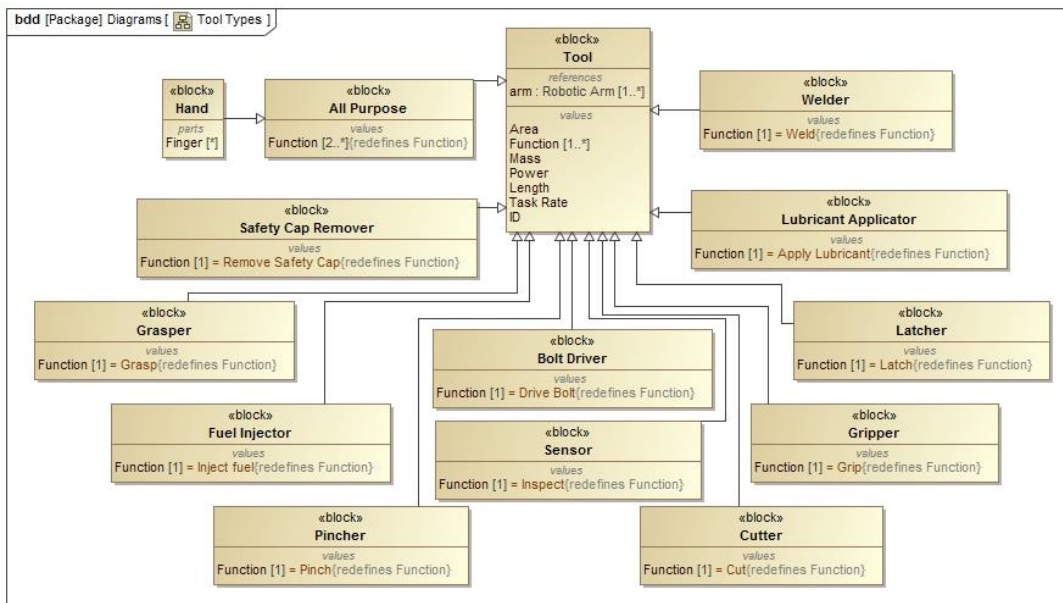 bdd [Package] Diagrams [ Tool Types ]
«block»
Tool
references
arm : Robotic Arm [1..*]
values
Area
Function [1..*]
Mass
Power
Length
Task Rate
ID
«block»
Hand
parts
Finger [*]
«block»
All Purpose
values
Function [2..*]{redefines Function}
«block»
Welder
values
Function [1] = Weld{redefines Function}
«block»
Safety Cap Remover
values
Function [1] = Remove Safety Cap{redefines Function}
«block»
Lubricant Applicator
values
Function [1] = Apply Lubricant{redefines Function}
«block»
Grasper
values
Function [1] = Grasp{redefines Function}
«block»
Bolt Driver
values
Function [1] = Drive Bolt{redefines Function}
«block»
Latcher
values
Function [1] = Latch{redefines Function}
«block»
Fuel Injector
values
Function [1] = Inject fuel{redefines Function}
«block»
Sensor
values
Function [1] = Inspect{redefines Function}
«block»
Gripper
values
Function [1] = Grip{redefines Function}
«block»
Pincher
values
Function [1] = Pinch{redefines Function}
«block»
Cutter
values
Function [1] = Cut{redefines Function}